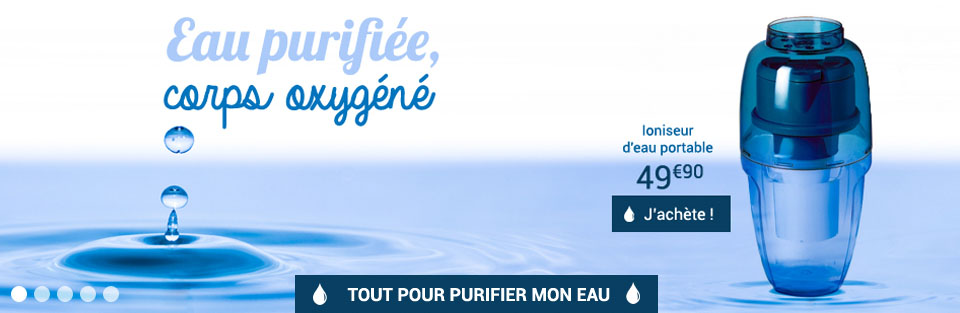 Eau purifiée,
corps oxygéné
Ioniseur
d'eau portable
49€90
J'achète !
TOUT POUR PURIFIER MON EAU